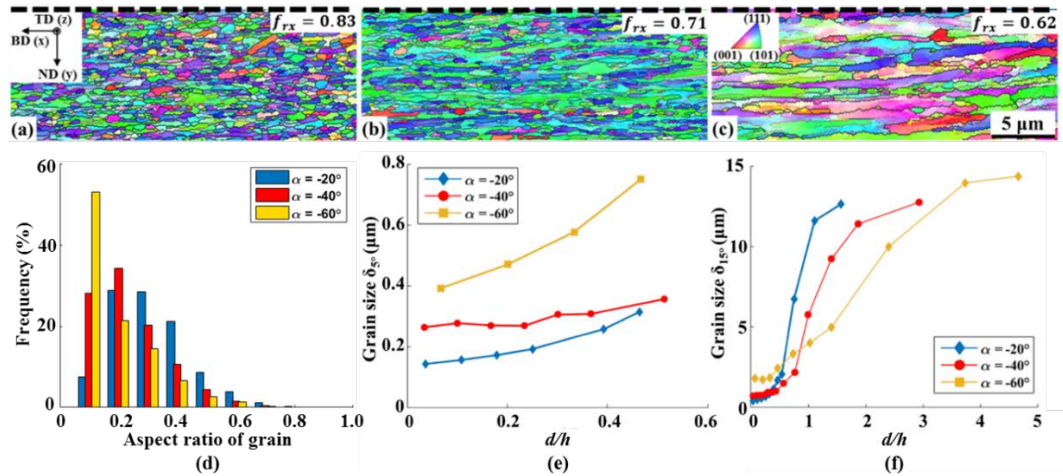 TD (z)
BD (x)
ND (y)
f_rx = 0.83
(a)
f_rx = 0.71
(b)
(111)
(001) (101)
f_rx = 0.62
(c)
5 μm
60
40
20
0
Frequency (%)
α = -20°
α = -40°
α = -60°
0.2 0.4 0.6 0.8 1.0
Aspect ratio of grain
(d)
0.8
0.6
0.4
0.2
0
Grain size δ5° (μm)
α = -20°
α = -40°
α = -60°
0 0.2 0.4 0.6
d/h
(e)
15
10
5
0
Grain size δ15° (μm)
α = -20°
α = -40°
α = -60°
0 1 2 3 4 5
d/h
(f)